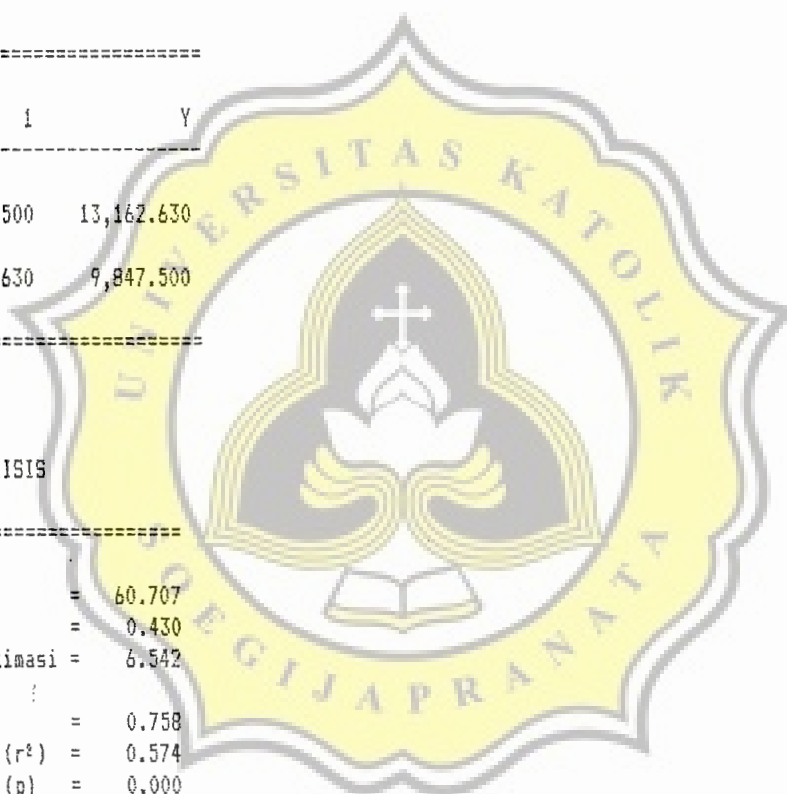 ===================
1 Y
-------------------
500 13,162.630
630 9,847.500
===================
ISIS
===================
= 60.707
= 0.430
imasi = 6.542
= 0.758
(r²) = 0.574
(p) = 0.000
UNIVERSITAS KATOLIK
SOEGIJAPRANATA